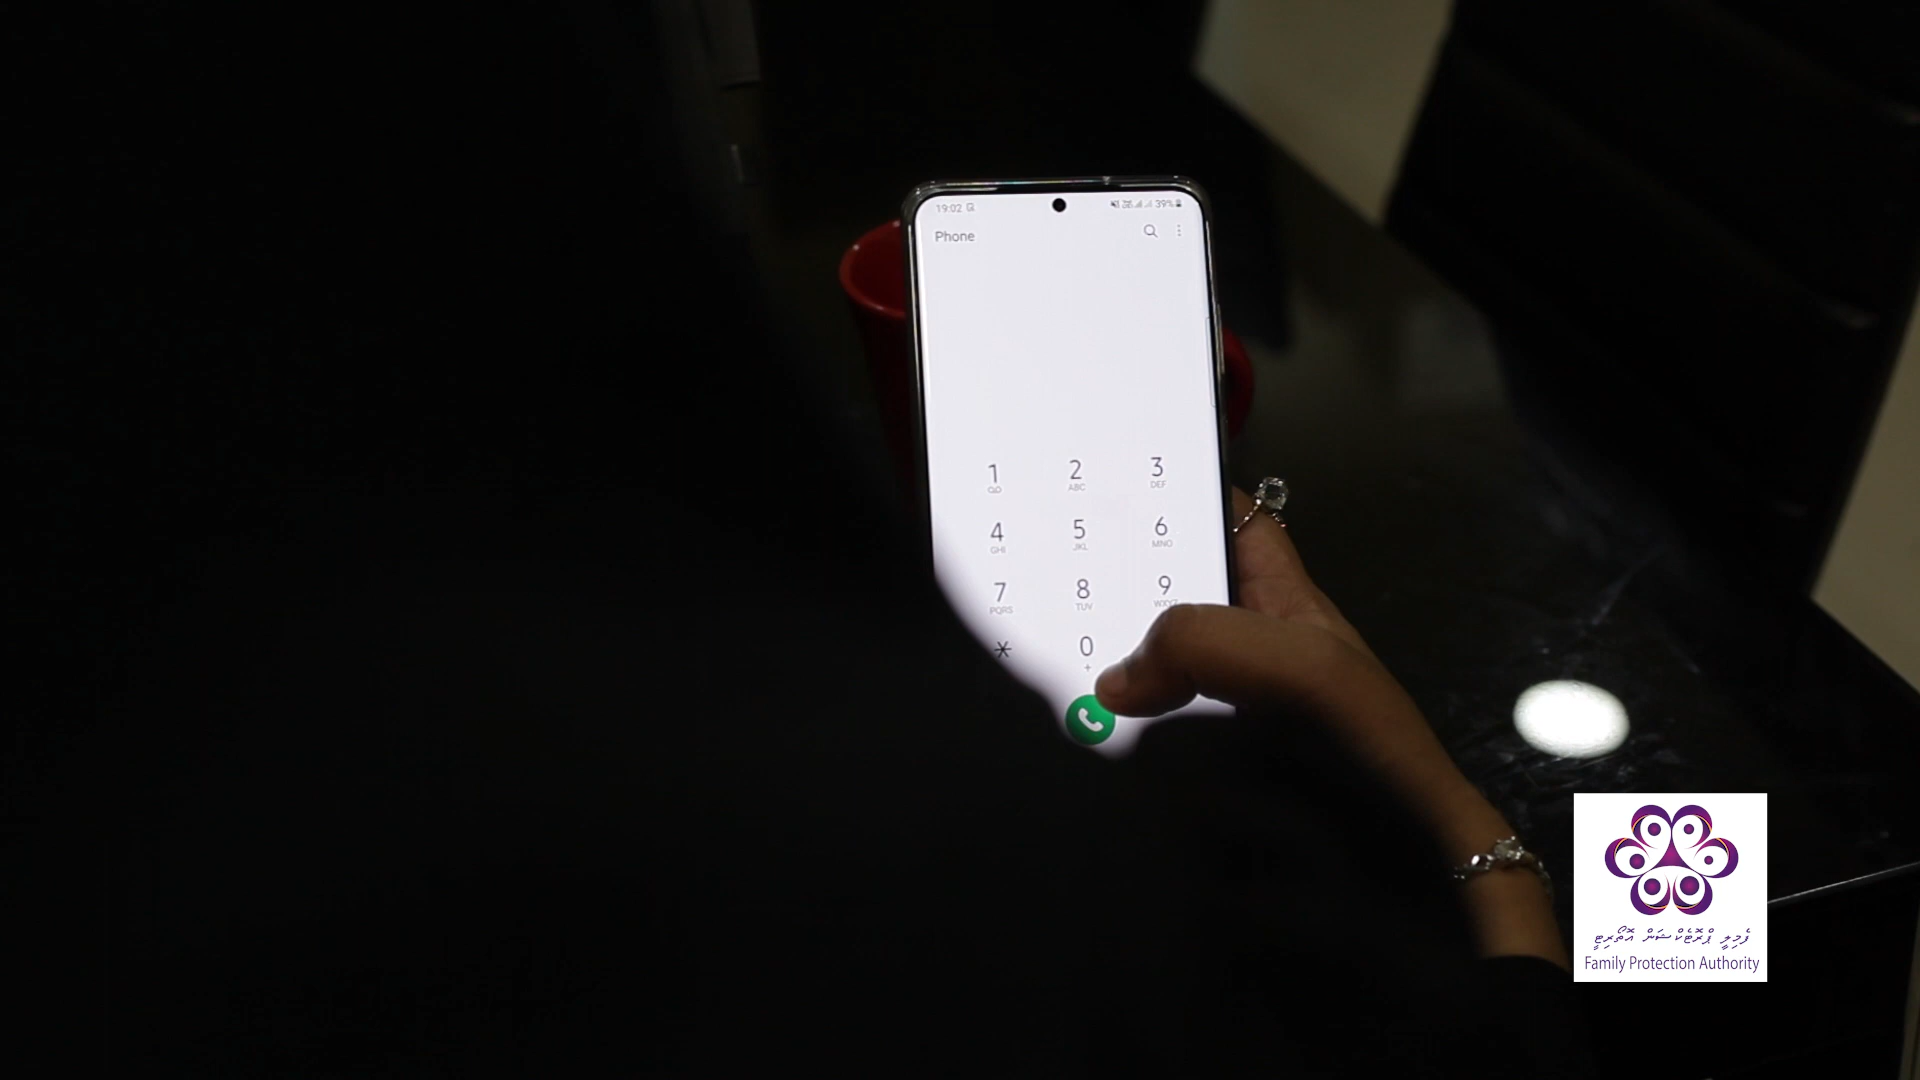 19:02
39%
Phone
1
2 ABC
3 DEF
4 GHI
5 JKL
6 MNO
7 PQRS
8 TUV
9 WXYZ
* 0 +
ފެމިލީ ޕްރޮޓެކްޝަން އޮތޯރިޓީ
Family Protection Authority